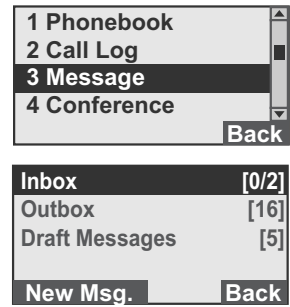 1 Phonebook
2 Call Log
3 Message
4 Conference
Back
Inbox [0/2]
Outbox [16]
Draft Messages [5]
New Msg. Back